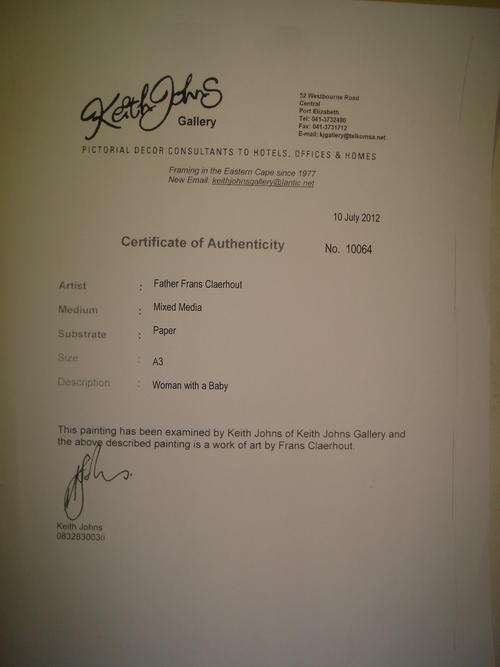 Keith Johns
Gallery
52 Westbourne Road
Central
Port Elizabeth
Tel: 041-3732480
Fax: 041-3731712
E-mail: kjgallery@telkomsa.net
PICTORIAL DECOR CONSULTANTS TO HOTELS, OFFICES & HOMES
Framing in the Eastern Cape since 1977
New Email: keithjohnsgallery@lantic.net
10 July 2012
Certificate of Authenticity No. 10064
Artist : Father Frans Claerhout
Medium : Mixed Media
Substrate : Paper
Size : A3
Description : Woman with a Baby
This painting has been examined by Keith Johns of Keith Johns Gallery and
the above described painting is a work of art by Frans Claerhout.
Keith Johns